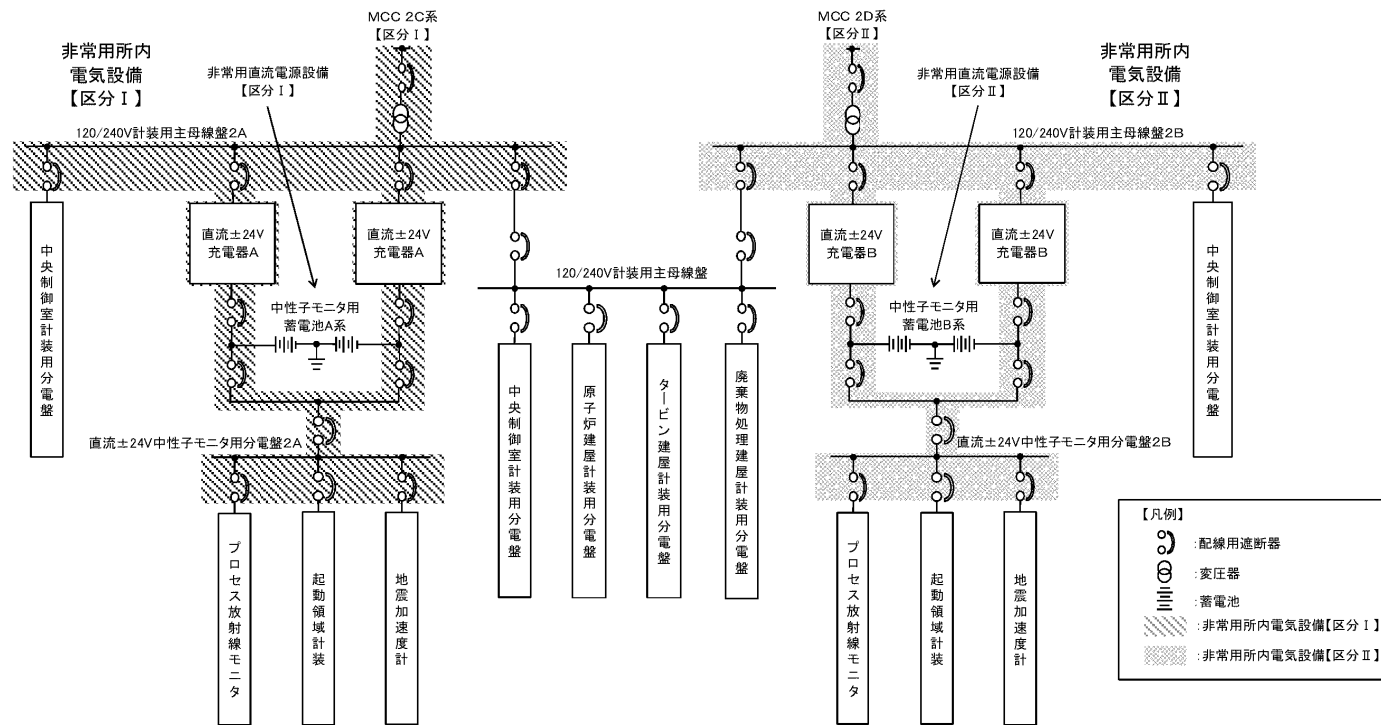 MCC 2C系
【区分Ⅰ】
MCC 2D系
【区分Ⅱ】
非常用所内
電気設備
【区分Ⅰ】
非常用直流電源設備
【区分Ⅰ】
非常用直流電源設備
【区分Ⅱ】
非常用所内
電気設備
【区分Ⅱ】
120/240V計装用主母線盤2A
120/240V計装用主母線盤2B
直流±24V
充電器A
直流±24V
充電器A
直流±24V
充電器B
直流±24V
充電器B
中央制御室計装用分電盤
120/240V計装用主母線盤
中央制御室計装用分電盤
中性子モニタ用
蓄電池A系
中性子モニタ用
蓄電池B系
中央制御室計装用分電盤
原子炉建屋計装用分電盤
タービン建屋計装用分電盤
廃棄物処理建屋計装用分電盤
直流±24V中性子モニタ用分電盤2A
直流±24V中性子モニタ用分電盤2B
プロセス放射線モニタ
起動領域計装
地震加速度計
プロセス放射線モニタ
起動領域計装
地震加速度計
【凡例】
:配線用遮断器
:変圧器
:蓄電池
:非常用所内電気設備【区分Ⅰ】
:非常用所内電気設備【区分Ⅱ】